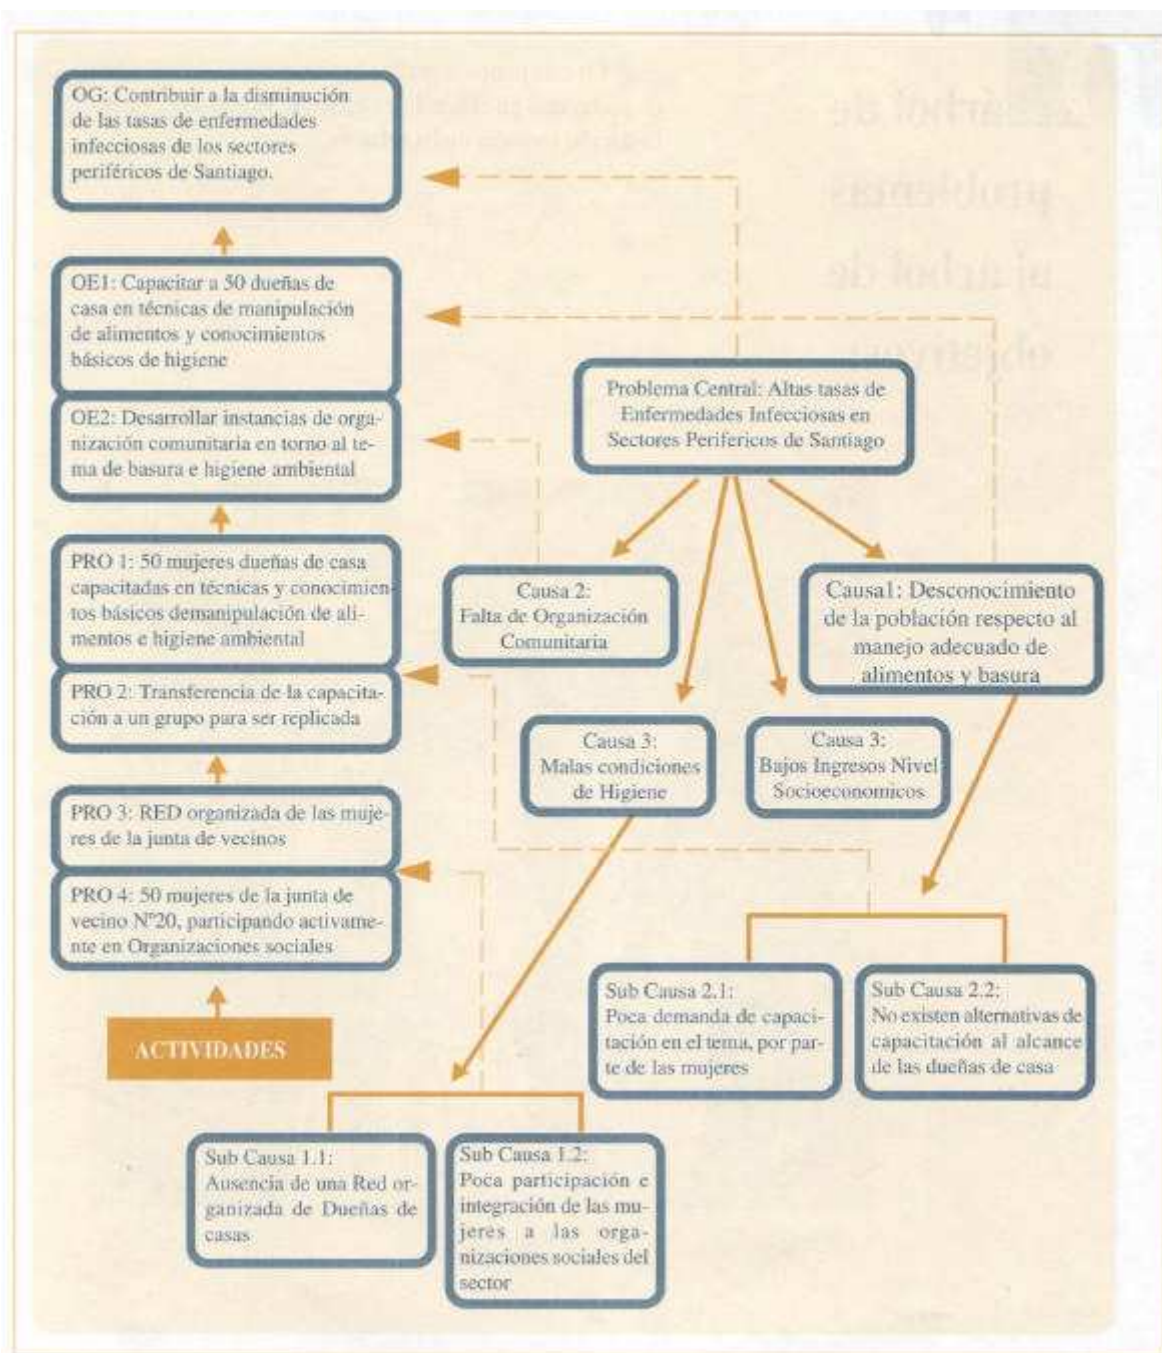 OG: Contribuir a la disminución
de las tasas de enfermedades
infecciosas de los sectores
periféricos de Santiago.
OE1: Capacitar a 50 dueñas de
casa en técnicas de manipulación
de alimentos y conocimientos
básicos de higiene
OE2: Desarrollar instancias de orga-
nización comunitaria en torno al te-
ma de basura e higiene ambiental
PRO 1: 50 mujeres dueñas de casa
capacitadas en técnicas y conocimien-
tos básicos demanipulación de ali-
mentos e higiene ambiental
PRO 2: Transferencia de la capacita-
ción a un grupo para ser replicada
PRO 3: RED organizada de las muje-
res de la junta de vecinos
PRO 4: 50 mujeres de la junta de
vecino Nº20, participando activame-
nte en Organizaciones sociales
ACTIVIDADES
Problema Central: Altas tasas de
Enfermedades Infecciosas en
Sectores Perifericos de Santiago
Causa 2:
Falta de Organización
Comunitaria
Causa1: Desconocimiento
de la población respecto al
manejo adecuado de
alimentos y basura
Causa 3:
Malas condiciones
de Higiene
Causa 3:
Bajos Ingresos Nivel
Socioeconomicos
Sub Causa 2.1:
Poca demanda de capaci-
tación en el tema, por par-
te de las mujeres
Sub Causa 2.2:
No existen alternativas de
capacitación al alcance
de las dueñas de casa
Sub Causa 1.1:
Ausencia de una Red or-
ganizada de Dueñas de
casas
Sub Causa 1.2:
Poca participación e
integración de las mu-
jeres a las orga-
nizaciones sociales del
sector